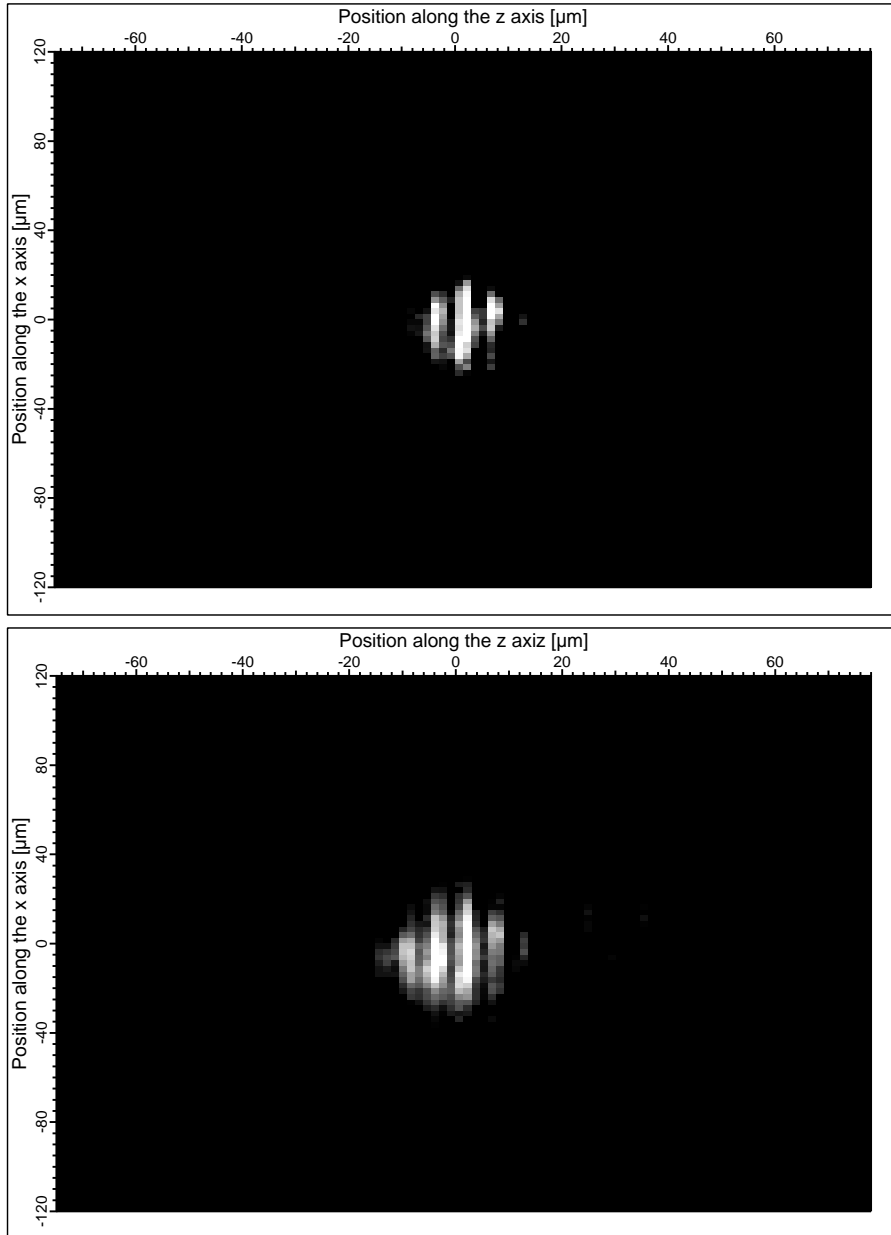 Position along the z axis [µm]
-60 -40 -20 0 20 40 60
Position along the x axis [µm]
120
80
40
0
-40
-80
-120
Position along the z axiz [µm]
-60 -40 -20 0 20 40 60
Position along the x axis [µm]
120
80
40
0
-40
-80
-120